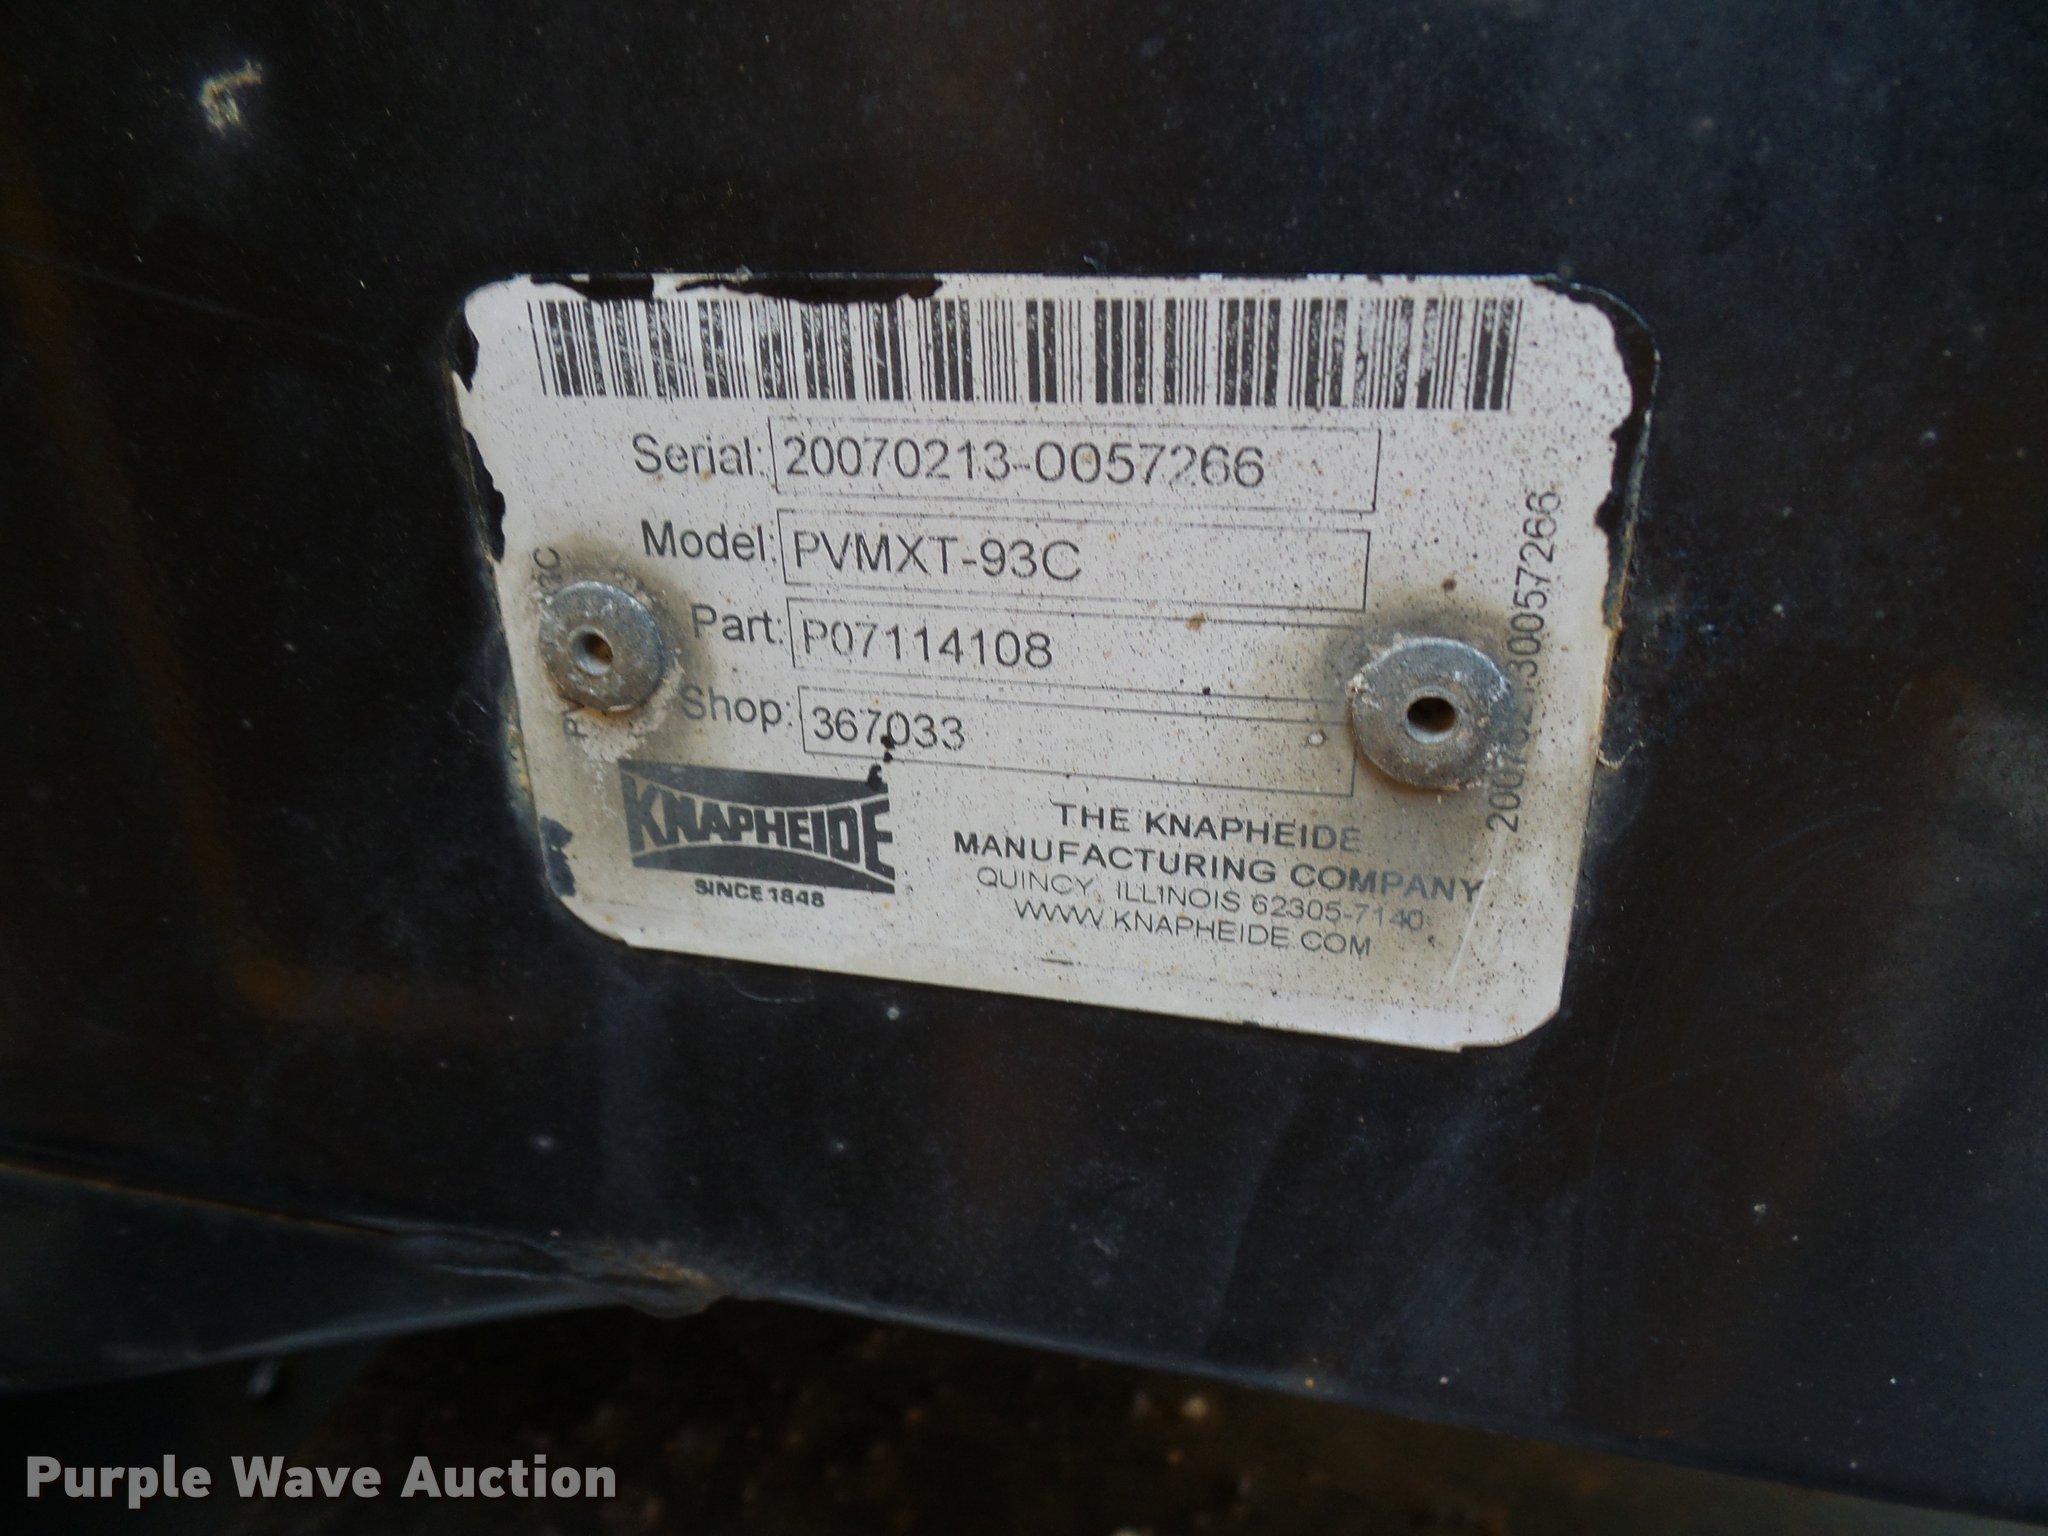 Serial: 20070213-0057266
Model: PVMXT-93C
Part: P07114108
Shop: 367033
KNAPHEIDE
SINCE 1848
THE KNAPHEIDE
MANUFACTURING COMPANY
QUINCY, ILLINOIS 62305-7140
WWW.KNAPHEIDE.COM
Purple Wave Auction